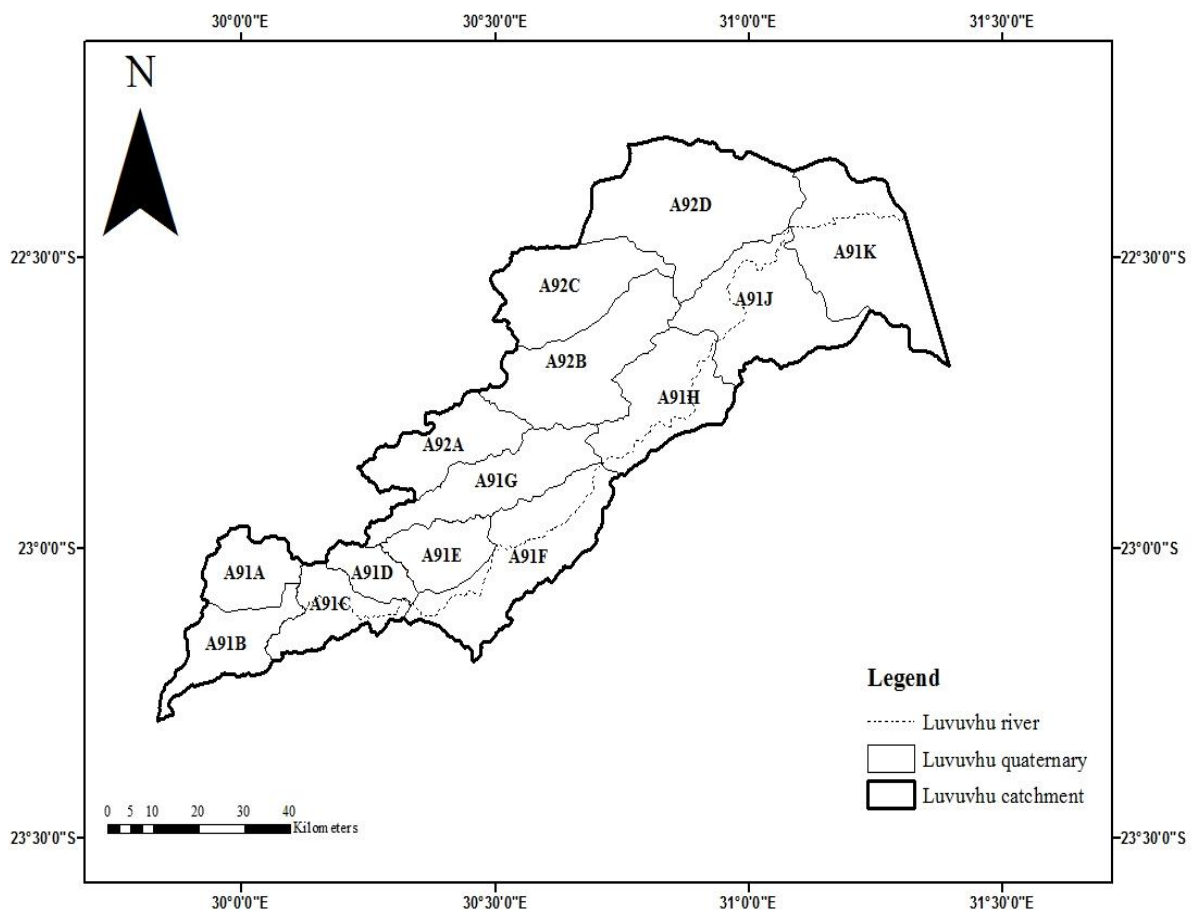 30°0'0"E 30°30'0"E 31°0'0"E 31°30'0"E
N
A92D
22°30'0"S 22°30'0"S
A91K
A92C
A91J
A92B
A91H
A92A
A91G
23°0'0"S 23°0'0"S
A91E A91F
A91A A91D
A91C
A91B
Legend
Luvuvhu river
Luvuvhu quaternary
Luvuvhu catchment
0 5 10 20 30 40
Kilometers
23°30'0"S 23°30'0"S
30°0'0"E 30°30'0"E 31°0'0"E 31°30'0"E